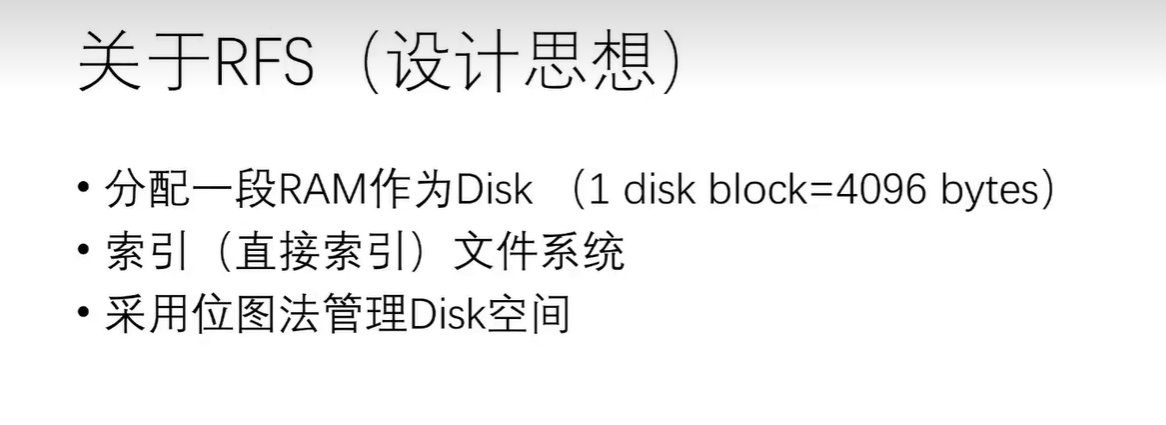 关于RFS（设计思想）
• 分配一段RAM作为Disk （1 disk block=4096 bytes）
• 索引（直接索引）文件系统
• 采用位图法管理Disk空间